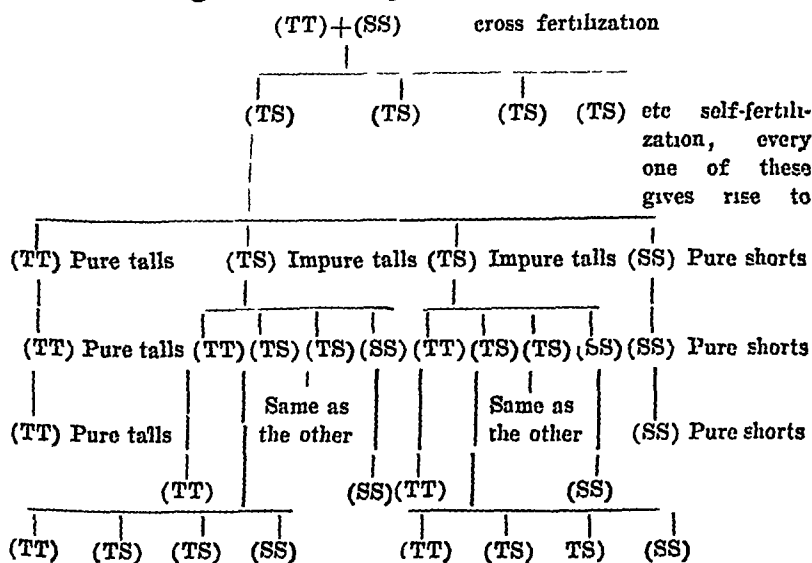 (TT)+(SS) cross fertilization
(TS) (TS) (TS) (TS) etc self-fertili-
zation, every
one of these
gives rise to
(TT) Pure talls (TS) Impure talls (TS) Impure talls (SS) Pure shorts
(TT) Pure talls (TT) (TS) (TS) (SS) (TT) (TS) (TS) (SS) (SS) Pure shorts
Same as Same as
(TT) Pure talls the other the other (SS) Pure shorts
(TT) (SS) (TT) (SS)
(TT) (TS) (TS) (SS) (TT) (TS) TS) (SS)